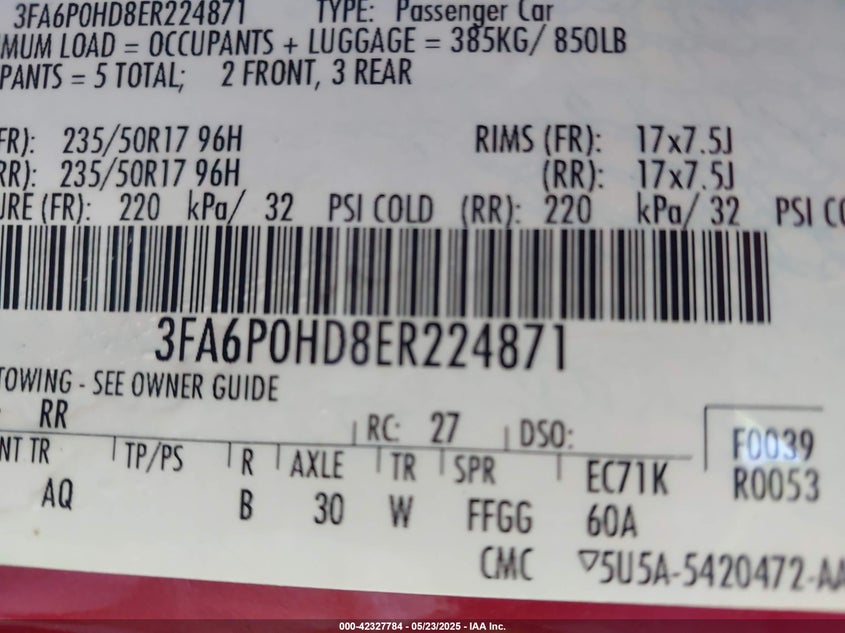 3FA6P0HD8ER224871 TYPE: Passenger Car
MUM LOAD = OCCUPANTS + LUGGAGE = 385KG/ 850LB
PANTS = 5 TOTAL; 2 FRONT, 3 REAR
FR): 235/50R17 96H RIMS (FR): 17x7.5J
RR): 235/50R17 96H (RR): 17x7.5J
URE (FR): 220 kPa/ 32 PSI COLD (RR): 220 kPa/ 32 PSI CO
3FA6P0HD8ER224871
TOWING - SEE OWNER GUIDE
RR RC: 27 DSO: F0039
NT TR TP/PS R AXLE TR SPR EC71K R0053
AQ B 30 W FFGG 60A
CMC ▽5U5A-5420472-AA
000-42327784 - 05/23/2025 - IAA Inc.